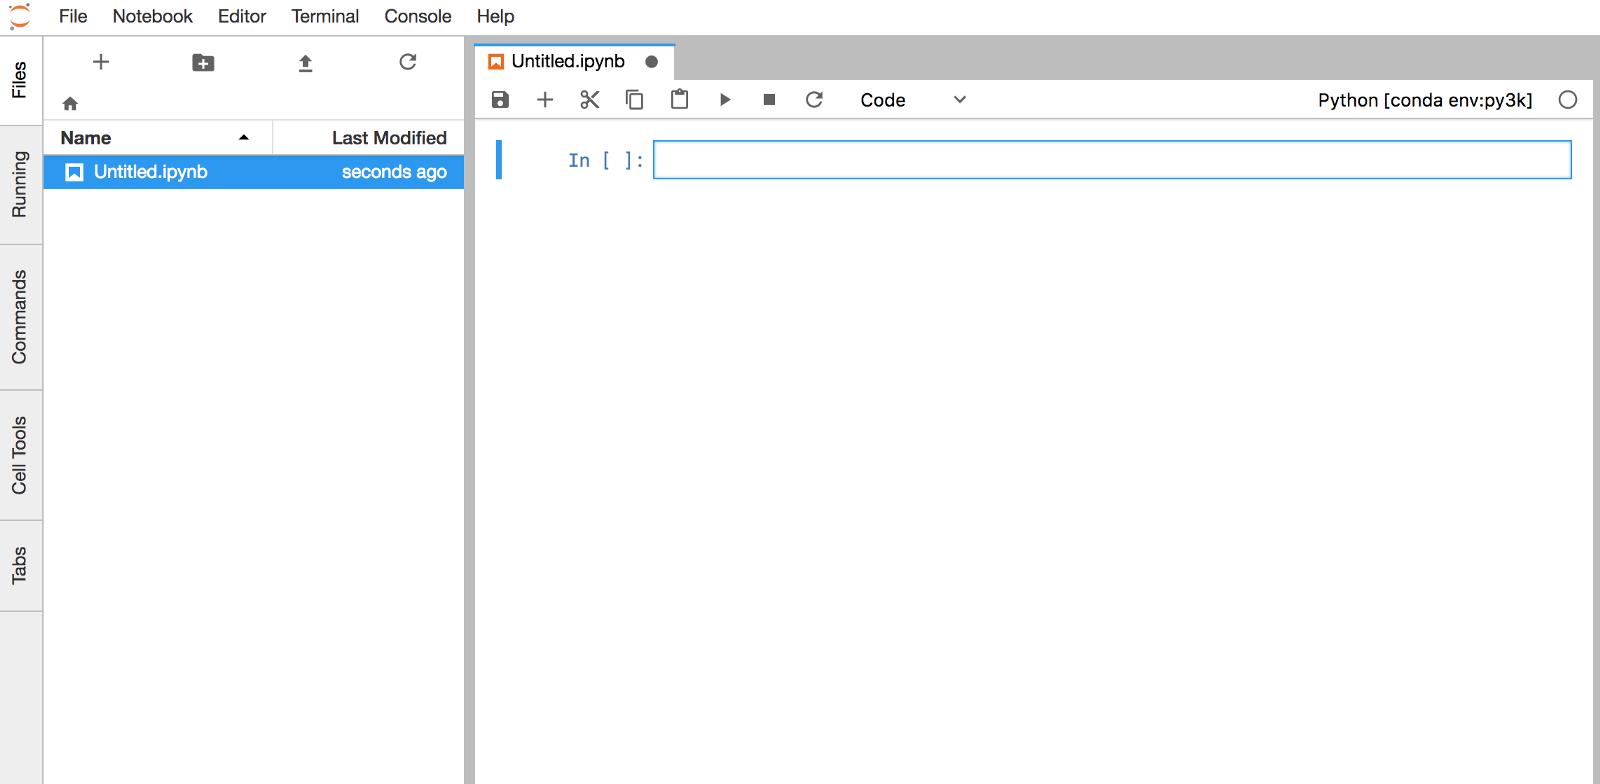 File Notebook Editor Terminal Console Help
Files
Running
Commands
Cell Tools
Tabs
Name Last Modified
Untitled.ipynb seconds ago
Untitled.ipynb
Code Python [conda env:py3k]
In [ ]: